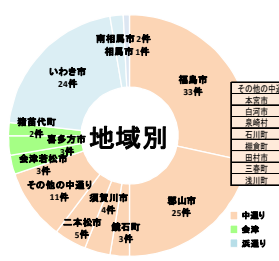 南相馬市 2件
相馬市 1件
福島市
33件
いわき市
24件
猪苗代町
2件
喜多方市
3件
会津若松市
3件
その他の中通り
11件
地域別
須賀川市
4件
郡山市
25件
二本松市
5件
鏡石町
3件
その他の中通
本宮市
白河市
泉崎村
石川町
棚倉町
田村市
三春町
浅川町
中通り
会津
浜通り